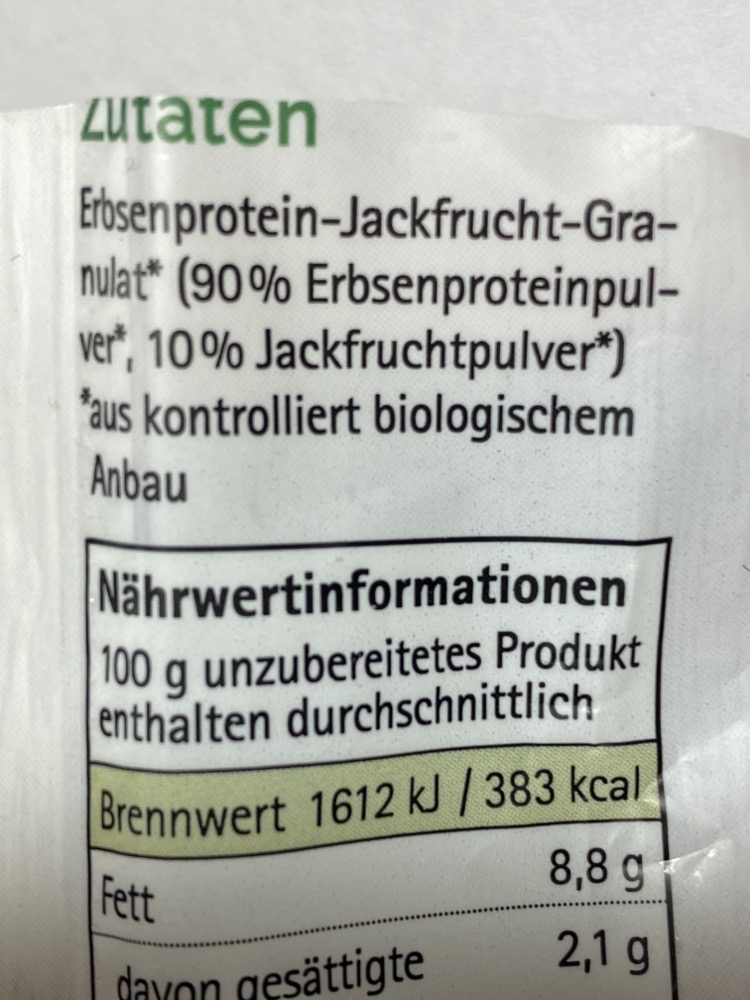 Zutaten
Erbsenprotein-Jackfrucht-Gra-
nulat* (90% Erbsenproteinpul-
ver*, 10% Jackfruchtpulver*)
*aus kontrolliert biologischem
Anbau
Nährwertinformationen
100 g unzubereitetes Produkt
enthalten durchschnittlich
Brennwert 1612 kJ / 383 kcal
Fett 8,8 g
davon gesättigte 2,1 g